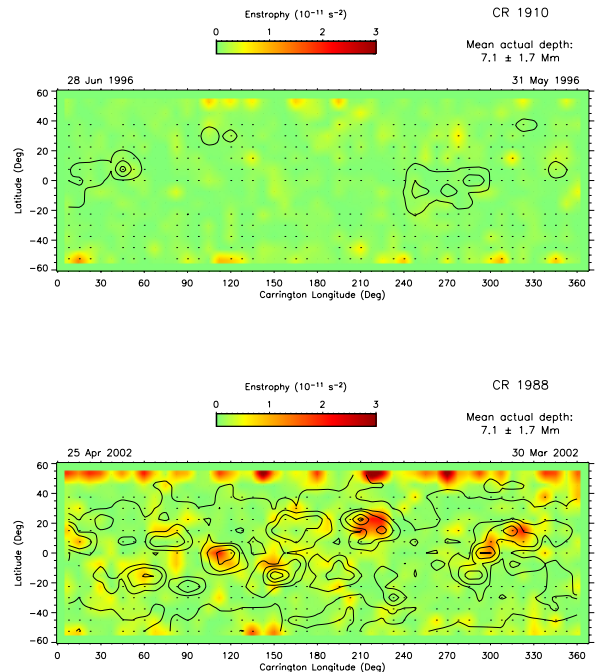 CR 1910
Enstrophy (10⁻¹¹ s⁻²)
0 1 2 3
Mean actual depth:
7.1 ± 1.7 Mm
28 Jun 1996 31 May 1996
60
40
20
0
−20
−40
−60
Latitude (Deg)
0 30 60 90 120 150 180 210 240 270 300 330 360
Carrington Longitude (Deg)
CR 1988
Enstrophy (10⁻¹¹ s⁻²)
0 1 2 3
Mean actual depth:
7.1 ± 1.7 Mm
25 Apr 2002 30 Mar 2002
60
40
20
0
−20
−40
−60
Latitude (Deg)
0 30 60 90 120 150 180 210 240 270 300 330 360
Carrington Longitude (Deg)